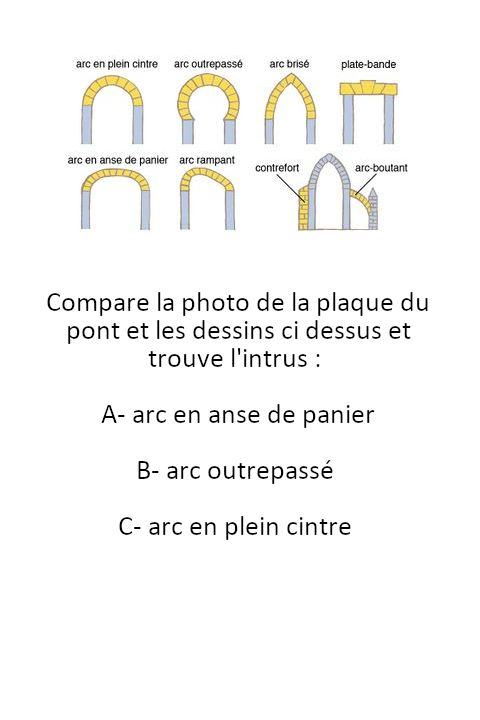 arc en plein cintre arc outrepassé arc brisé plate-bande
arc en anse de panier arc rampant contrefort arc-boutant
Compare la photo de la plaque du
pont et les dessins ci dessus et
trouve l'intrus :
A- arc en anse de panier
B- arc outrepassé
C- arc en plein cintre